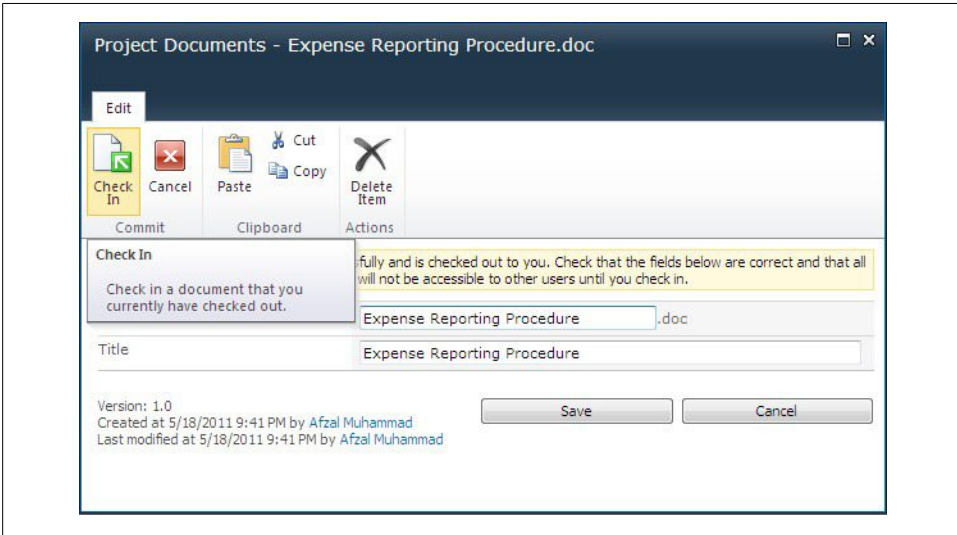 Project Documents - Expense Reporting Procedure.doc
Edit
Check In
Cancel
Paste
Cut
Copy
Delete Item
Commit
Clipboard
Actions
Check In
Check in a document that you
currently have checked out.
fully and is checked out to you. Check that the fields below are correct and that all
will not be accessible to other users until you check in.
Expense Reporting Procedure .doc
Title Expense Reporting Procedure
Version: 1.0
Created at 5/18/2011 9:41 PM by Afzal Muhammad
Last modified at 5/18/2011 9:41 PM by Afzal Muhammad
Save Cancel